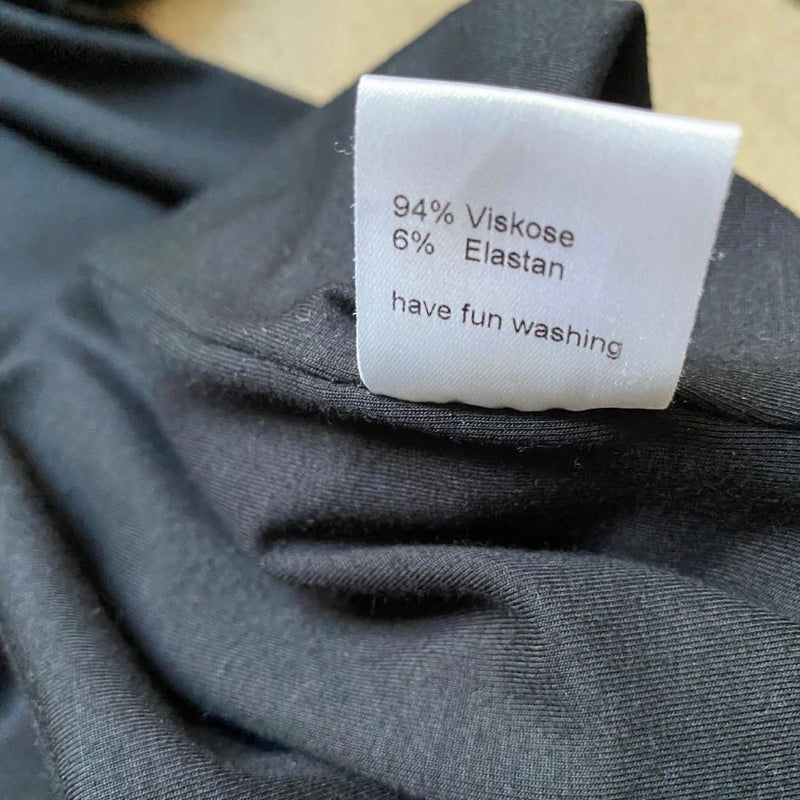 94% Viskose
6% Elastan
have fun washing